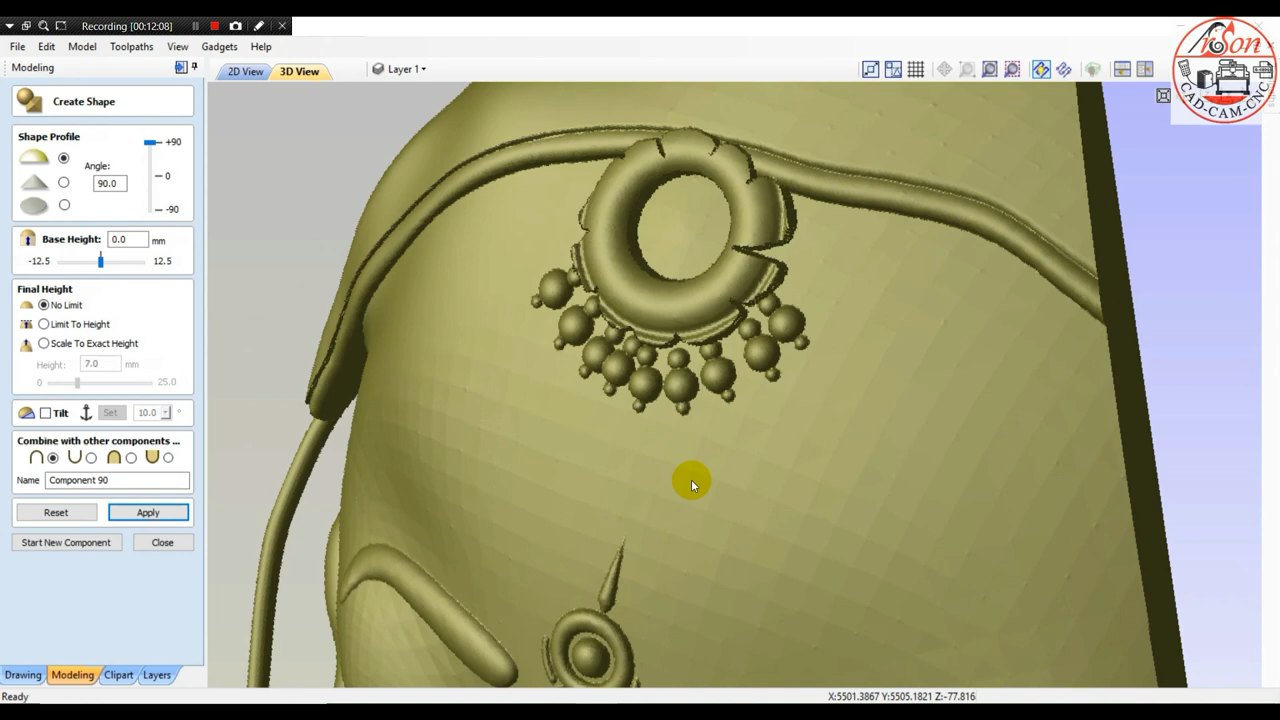 Recording [00:12:08]
File Edit Model Toolpaths View Gadgets Help
Modeling
2D View 3D View Layer 1
Create Shape
Shape Profile
+90
Angle:
0
90.0
-90
Base Height: 0.0 mm
-12.5 12.5
Final Height
No Limit
Limit To Height
Scale To Exact Height
Height: 7.0 mm
0 25.0
Tilt Set 10.0 °
Combine with other components ...
Name Component 90
Reset Apply
Start New Component Close
Drawing Modeling Clipart Layers
Ready X:5501.3867 Y:5505.1821 Z:-77.816
CAD-CAM-CNC